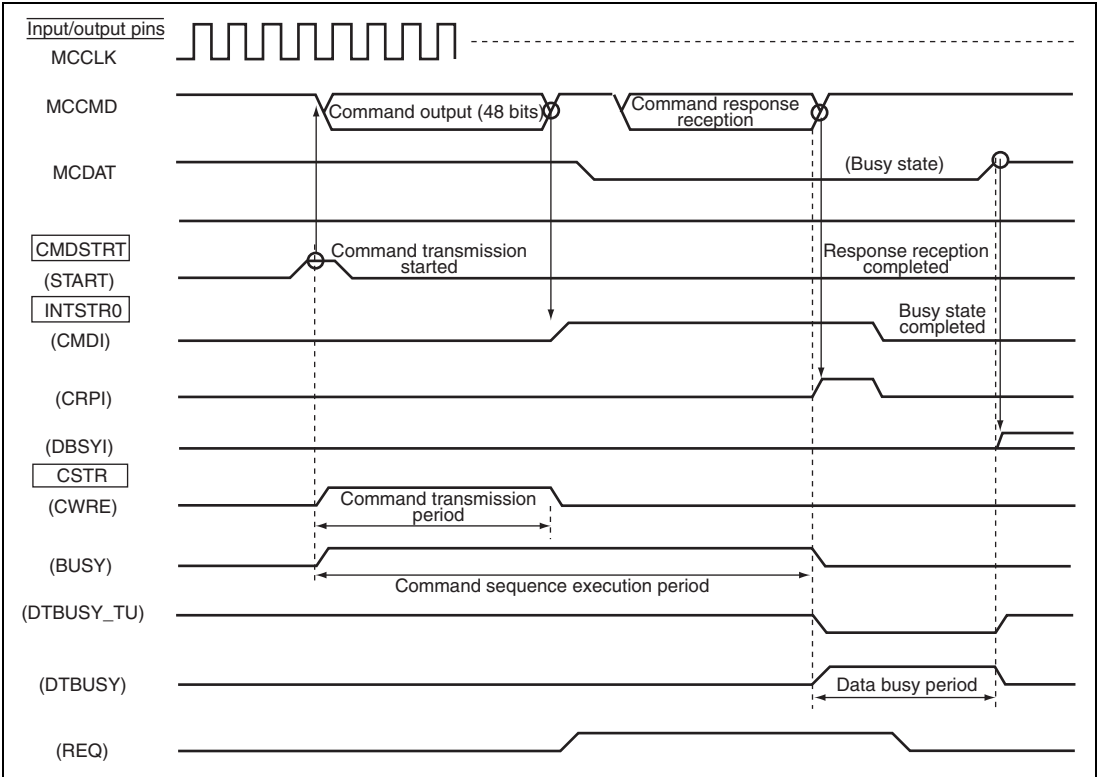 Input/output pins
MCCLK
MCCMD
Command output (48 bits)
Command response
reception
MCDAT
(Busy state)
CMDSTRT
(START)
Command transmission
started
Response reception
completed
INTSTR0
(CMDI)
Busy state
completed
(CRPI)
(DBSYI)
CSTR
(CWRE)
Command transmission
period
(BUSY)
Command sequence execution period
(DTBUSY_TU)
(DTBUSY)
Data busy period
(REQ)